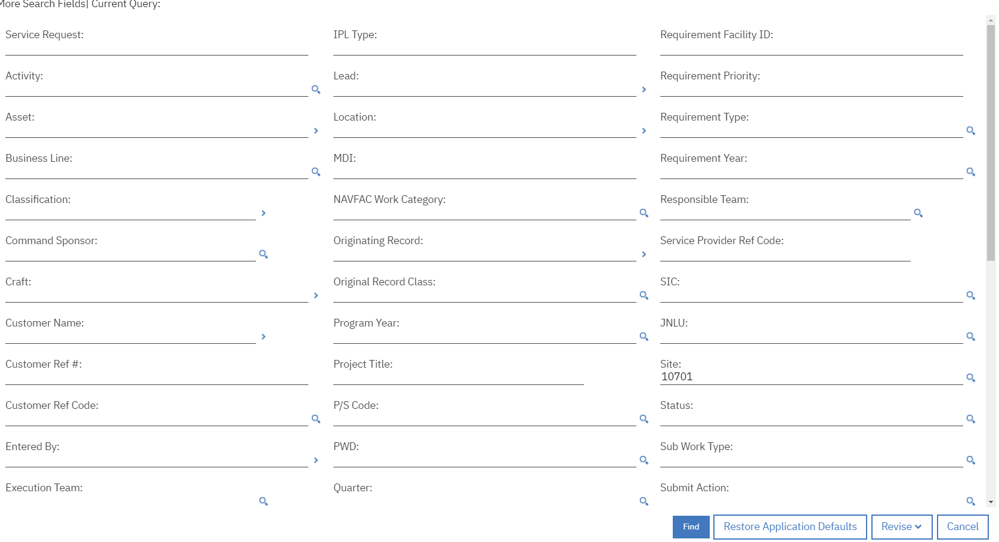 More Search Fields| Current Query:
Service Request:
IPL Type:
Requirement Facility ID:
Activity:
Lead:
Requirement Priority:
Asset:
Location:
Requirement Type:
Business Line:
MDI:
Requirement Year:
Classification:
NAVFAC Work Category:
Responsible Team:
Command Sponsor:
Originating Record:
Service Provider Ref Code:
Craft:
Original Record Class:
SIC:
Customer Name:
Program Year:
JNLU:
Customer Ref #:
Project Title:
Site:
10701
Customer Ref Code:
P/S Code:
Status:
Entered By:
PWD:
Sub Work Type:
Execution Team:
Quarter:
Submit Action:
Find
Restore Application Defaults
Revise
Cancel